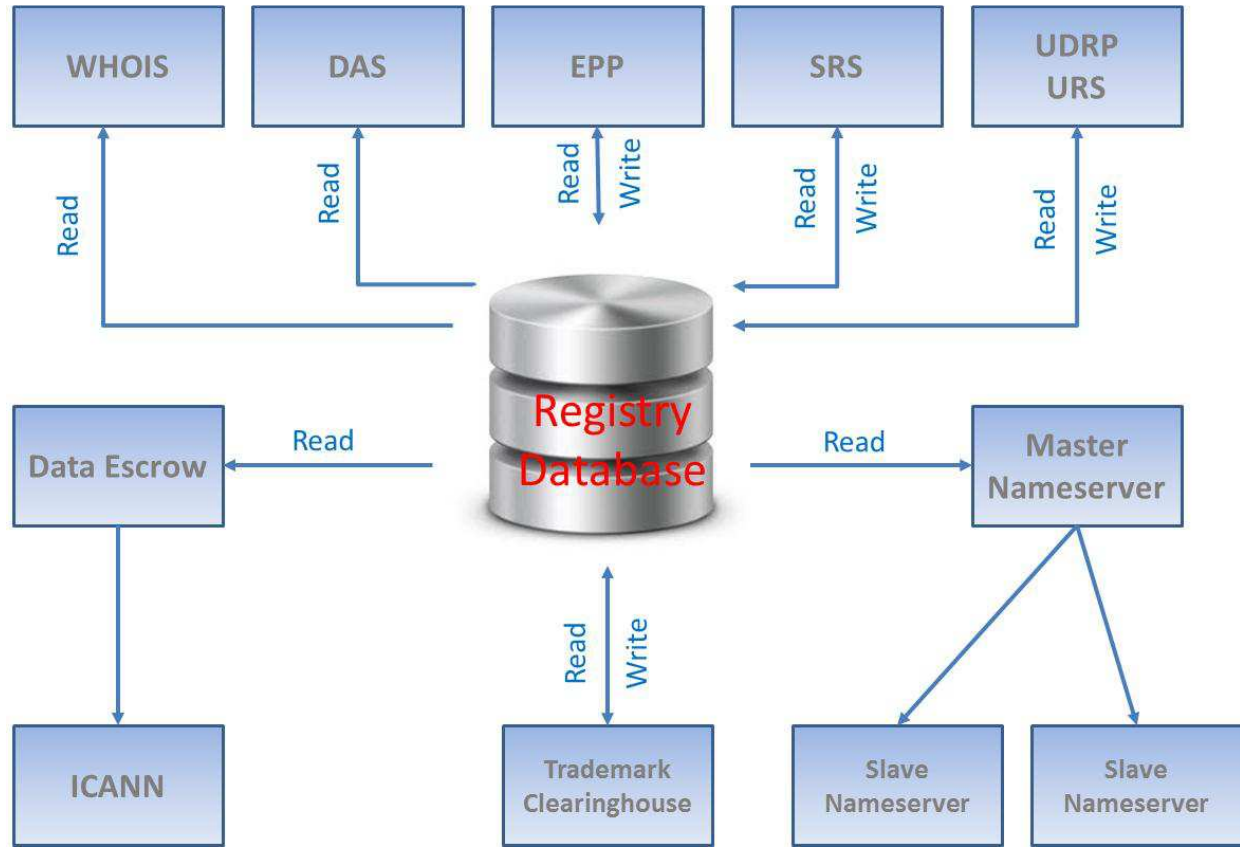 WHOIS
DAS
EPP
SRS
UDRP
URS
Read
Read
Read
Write
Read
Write
Read
Write
Registry
Database
Data Escrow
Read
Read
Master
Nameserver
Read
Write
ICANN
Trademark
Clearinghouse
Slave
Nameserver
Slave
Nameserver